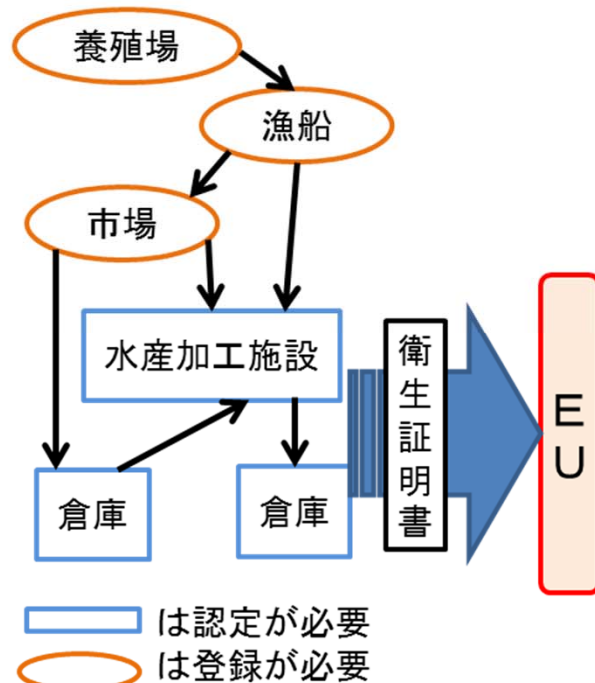 養殖場
漁船
市場
水産加工施設
倉庫
倉庫
衛生証明書
EU
は認定が必要
は登録が必要